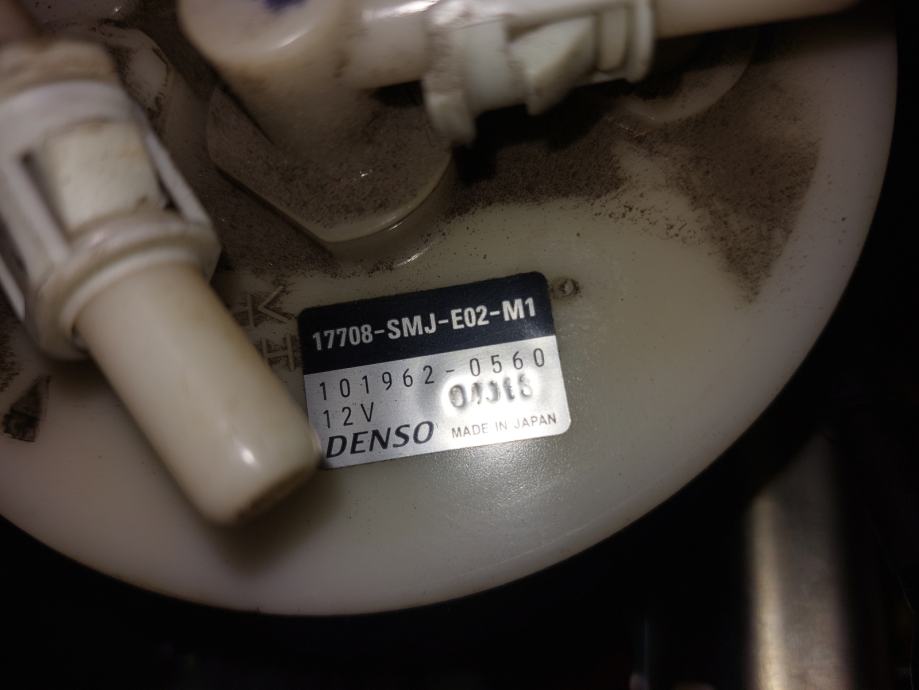 17708-SMJ-E02-M1
101962-0560
12V
DENSO MADE IN JAPAN